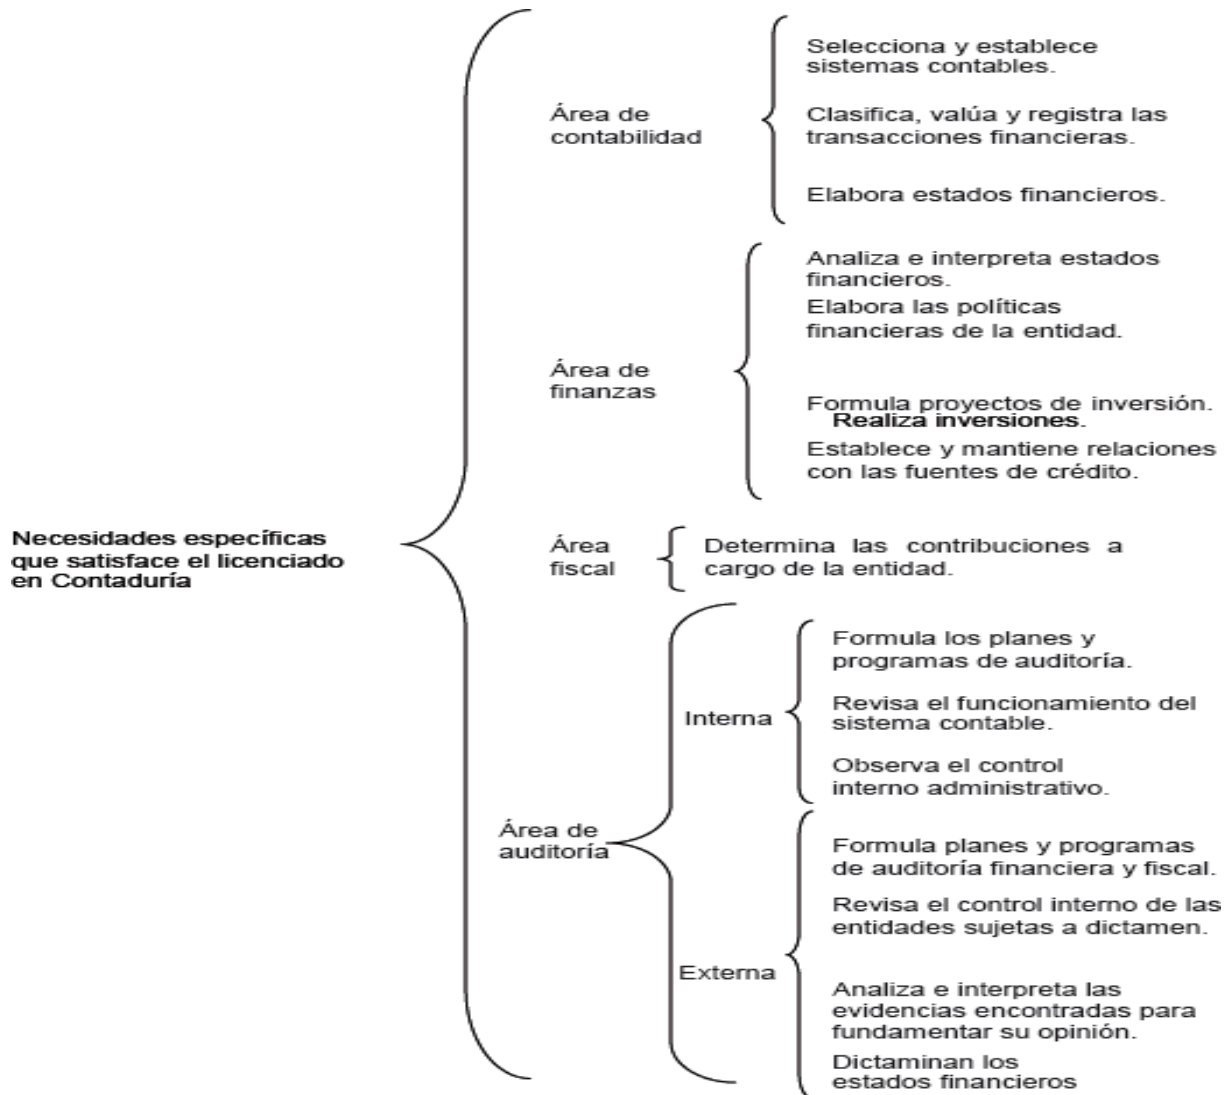 Selecciona y establece
sistemas contables.
Área de
contabilidad
Clasifica, valúa y registra las
transacciones financieras.
Elabora estados financieros.
Analiza e interpreta estados
financieros.
Elabora las políticas
financieras de la entidad.
Área de
finanzas
Formula proyectos de inversión.
Realiza inversiones.
Establece y mantiene relaciones
con las fuentes de crédito.
Necesidades específicas
que satisface el licenciado
en Contaduría
Área
fiscal
Determina las contribuciones a
cargo de la entidad.
Formula los planes y
programas de auditoría.
Interna
Revisa el funcionamiento del
sistema contable.
Observa el control
interno administrativo.
Área de
auditoría
Formula planes y programas
de auditoría financiera y fiscal.
Revisa el control interno de las
entidades sujetas a dictamen.
Externa
Analiza e interpreta las
evidencias encontradas para
fundamentar su opinión.
Dictaminan los
estados financieros